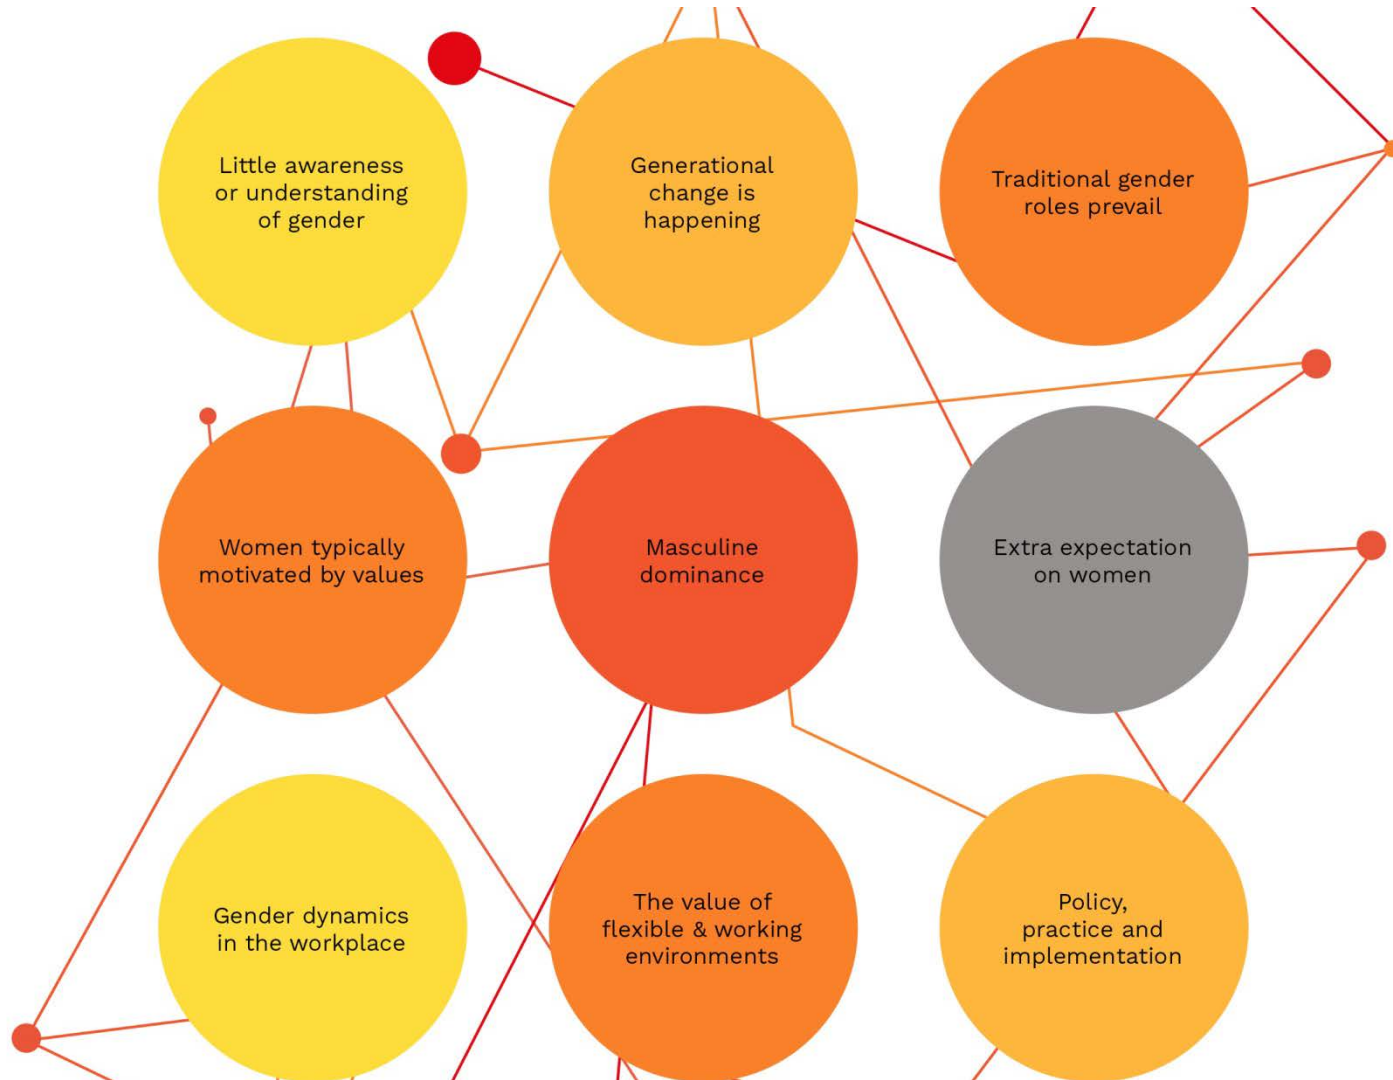 Little awareness
or understanding
of gender
Generational
change is
happening
Traditional gender
roles prevail
Women typically
motivated by values
Masculine
dominance
Extra expectation
on women
Gender dynamics
in the workplace
The value of
flexible & working
environments
Policy,
practice and
implementation